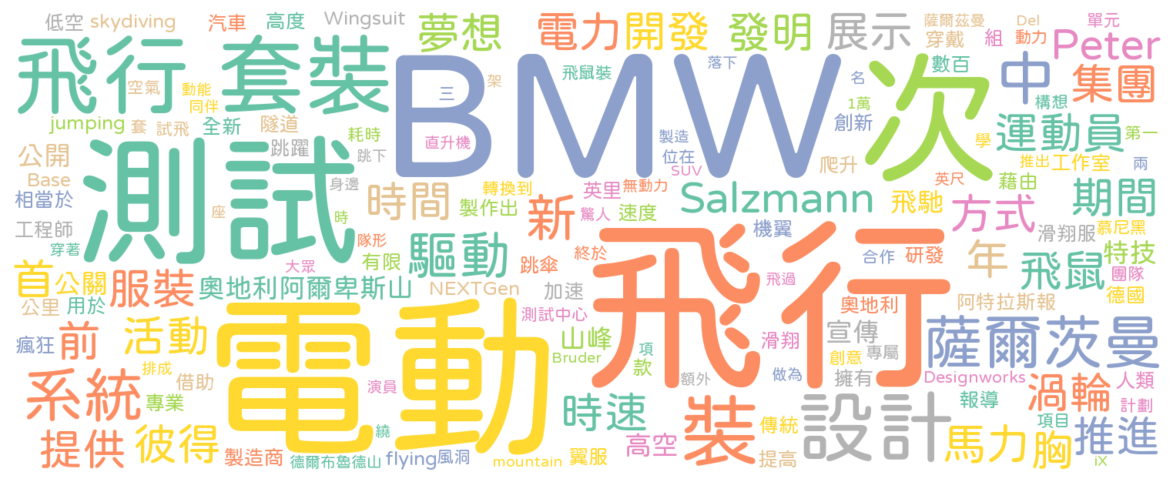 低空 skydiving 汽車 高度 Wingsuit 夢想 電力 開發 發明 展示 薩爾茲曼 Del 單元
穿戴 組 動力 Peter
飛行 套裝 BMW 次 中 集團
空氣 動能 同伴 三 飛鼠裝 架 落下 名 數百 構想
jumping 套 試飛 全新 隧道 耗時 直升機 製造 1萬 創新 學 運動員 第一
公開 測試 跳躍 跳下 位在 SUV 爬升 推出 工作室 兩
Base 身邊 時間 轉換到 英里 無動力 Salzmann 飛馳 英尺 藉由 期間
相當於 座 時 製作出 驚人 速度 新 機翼 方式
工程師 穿著 隊形 有限 驅動 跳傘 終於 合作 研發 年 滑翔服 慕尼黑
首 公關 大眾 飛行 飛過 飛鼠 特技 團隊
公里 用於 服裝 奧地利阿爾卑斯山 NEXTGen 加速 奧地利 阿特拉斯報 德國
瘋狂 前 活動 電動 測試中心 山峰 項 滑翔 宣傳 創意 專屬 薩爾茨曼
排成 借助 演員 Bruder 款 額外 做為 擁有 Designworks 渦輪 人類
系統 專業 時速 裝 設計 報導 計劃 項目
提供 彼得 繞 高空 傳統 馬力 胸 推進
製造商 德爾布魯德山 flying 風洞 mountain 翼服 提高 iX